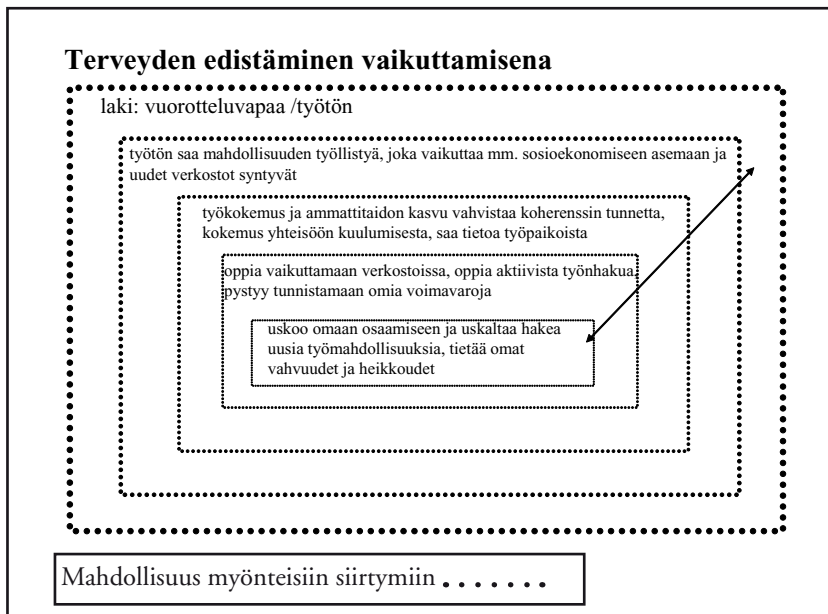 Terveyden edistäminen vaikuttamisena
laki: vuorotteluvapaa /työtön
työtön saa mahdollisuuden työllistyä, joka vaikuttaa mm. sosioekonomiseen asemaan ja
uudet verkostot syntyvät
työkokemus ja ammattitaidon kasvu vahvistaa koherenssin tunnetta,
kokemus yhteisöön kuulumisesta, saa tietoa työpaikoista
oppia vaikuttamaan verkostoissa, oppia aktiivista työnhakua,
pystyy tunnistamaan omia voimavaroja
uskoo omaan osaamiseen ja uskaltaa hakea
uusia työmahdollisuuksia, tietää omat
vahvuudet ja heikkoudet
Mahdollisuus myönteisiin siirtymiin .......